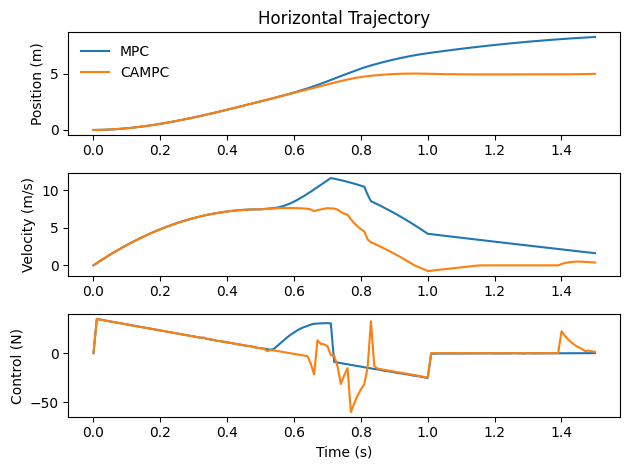 Horizontal Trajectory
Position (m)
5
0
MPC
CAMPC
0.0 0.2 0.4 0.6 0.8 1.0 1.2 1.4
Velocity (m/s)
10
5
0
0.0 0.2 0.4 0.6 0.8 1.0 1.2 1.4
Control (N)
0
−50
0.0 0.2 0.4 0.6 0.8 1.0 1.2 1.4
Time (s)